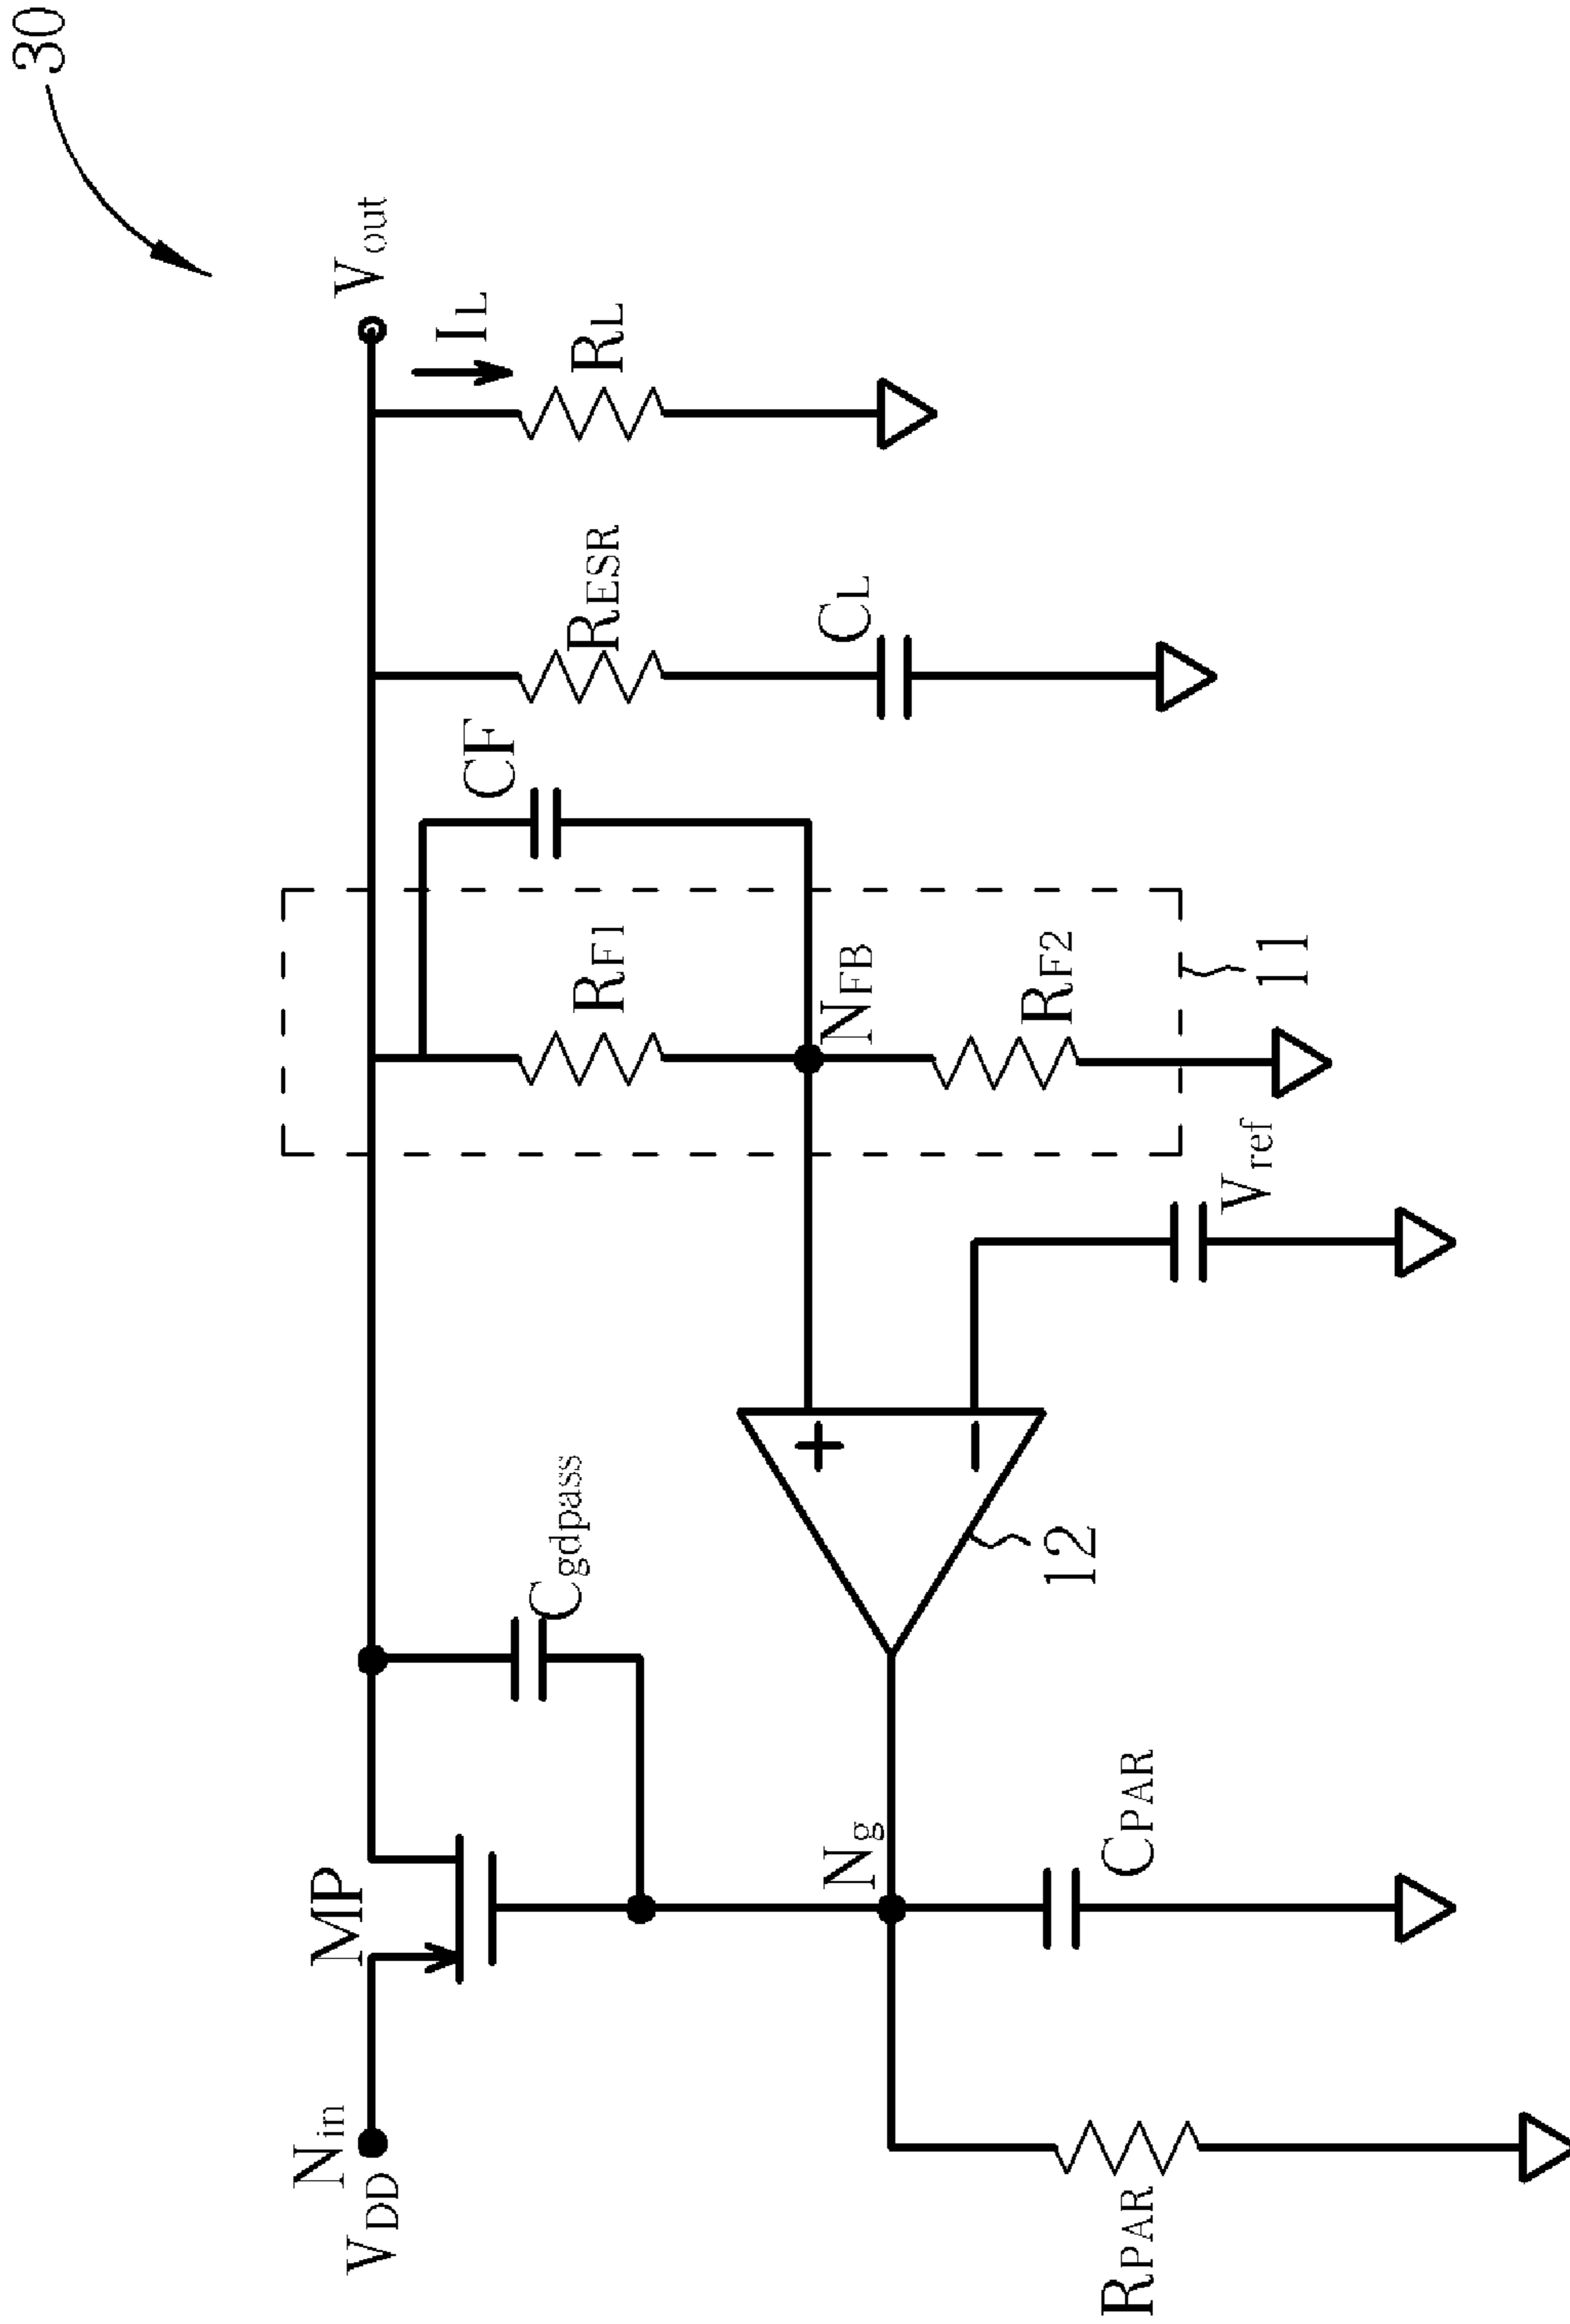 30
Nin
VDD
MP
Cgdpass
Vout
IL
RL
RESR
CL
CF
RF1
NFB
RF2
11
Vref
+
−
12
Ng
CPAR
RPAR